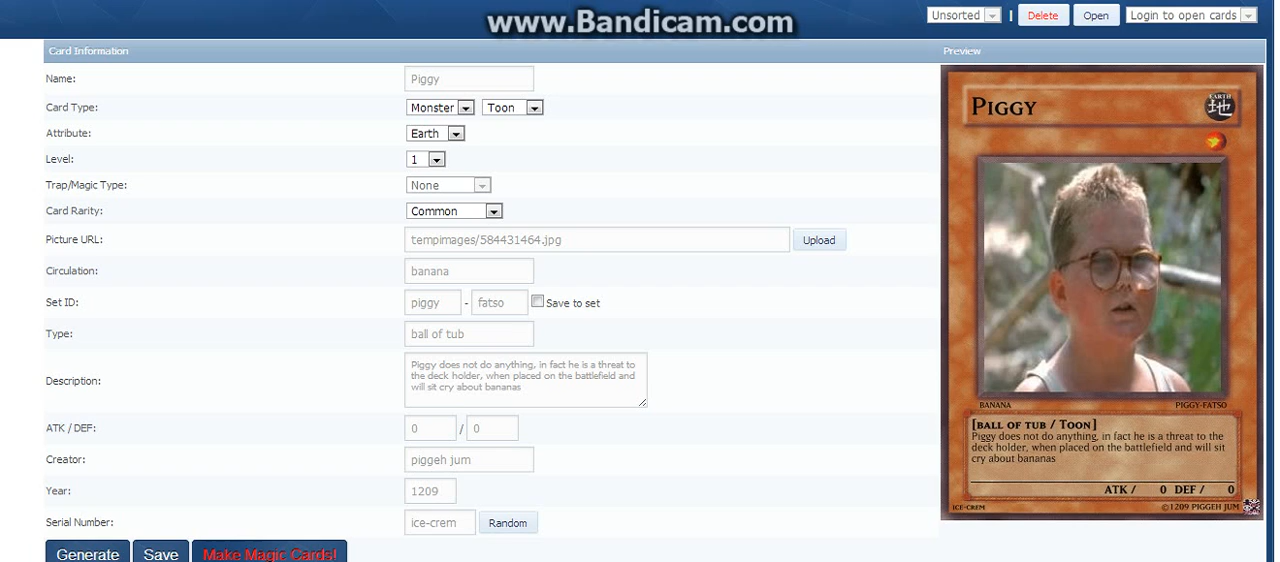 www.Bandicam.com
Unsorted | Delete Open Login to open cards
Card Information
Preview
Name: Piggy
Card Type: Monster Toon
Attribute: Earth
Level: 1
Trap/Magic Type: None
Card Rarity: Common
Picture URL: tempimages/584431464.jpg Upload
Circulation: banana
Set ID: piggy - fatso Save to set
Type: ball of tub
Description:
Piggy does not do anything, in fact he is a threat to
the deck holder, when placed on the battlefield and
will sit cry about bananas
ATK / DEF: 0 / 0
Creator: piggeh jum
Year: 1209
Serial Number: ice-crem Random
Generate Save Make Magic Cards!
PIGGY
EARTH
地
BANANA PIGGY-FATSO
[BALL OF TUB / TOON]
Piggy does not do anything, in fact he is a threat to the
deck holder, when placed on the battlefield and will sit
cry about bananas
ATK / 0 DEF / 0
ICE-CREM ©1209 PIGGEH JUM